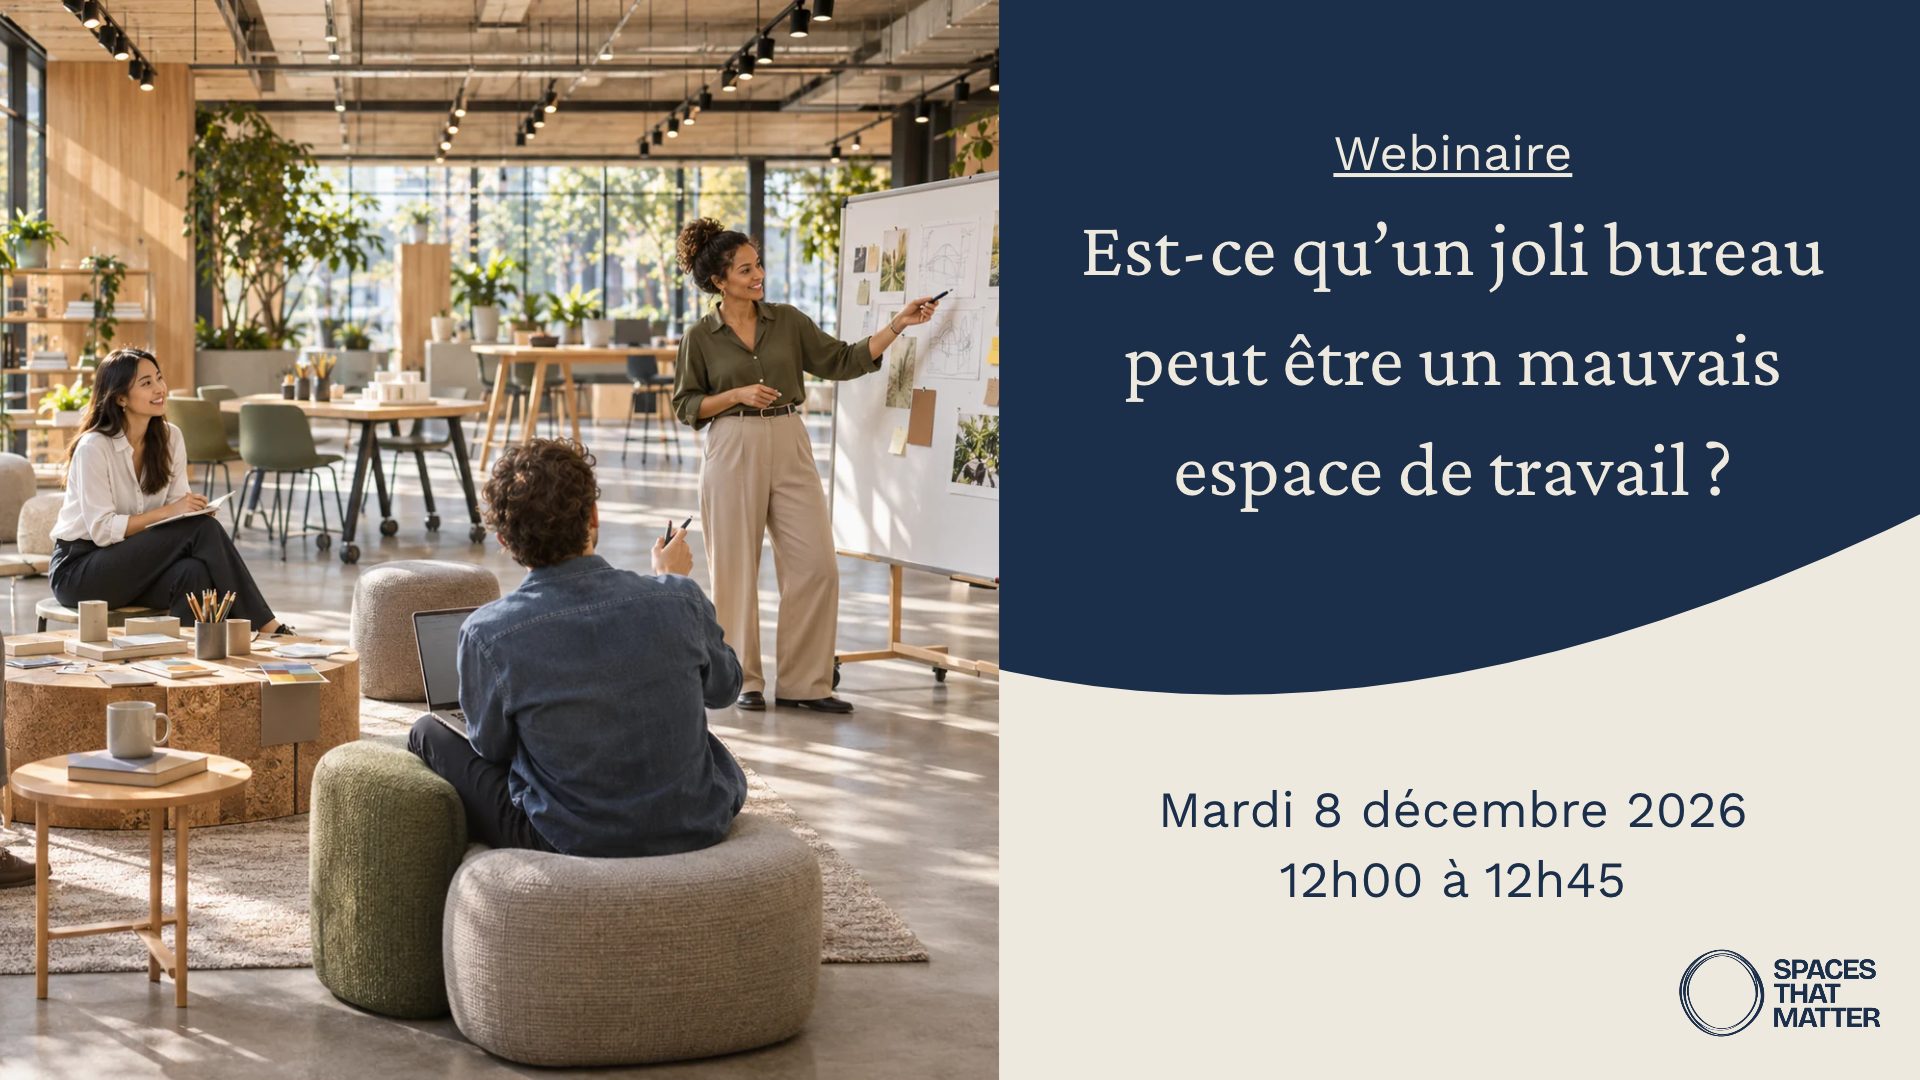 Webinaire
Est-ce qu’un joli bureau
peut être un mauvais
espace de travail ?
Mardi 8 décembre 2026
12h00 à 12h45
SPACES
THAT
MATTER